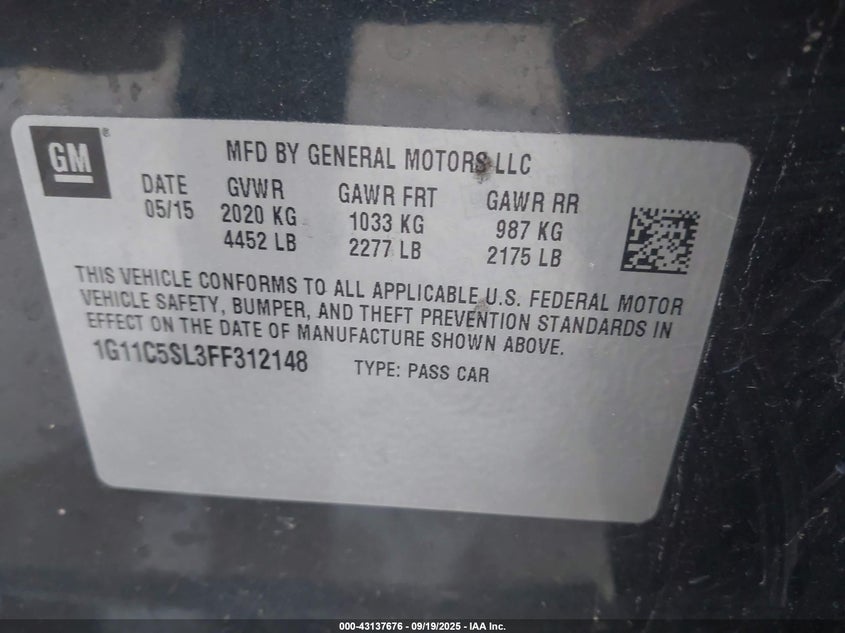 GM®
MFD BY GENERAL MOTORS LLC
DATE GVWR GAWR FRT GAWR RR
05/15 2020 KG 1033 KG 987 KG
4452 LB 2277 LB 2175 LB
THIS VEHICLE CONFORMS TO ALL APPLICABLE U.S. FEDERAL MOTOR
VEHICLE SAFETY, BUMPER, AND THEFT PREVENTION STANDARDS IN
EFFECT ON THE DATE OF MANUFACTURE SHOWN ABOVE.
1G11C5SL3FF312148 TYPE: PASS CAR
000-43137676 - 09/19/2025 - IAA Inc.